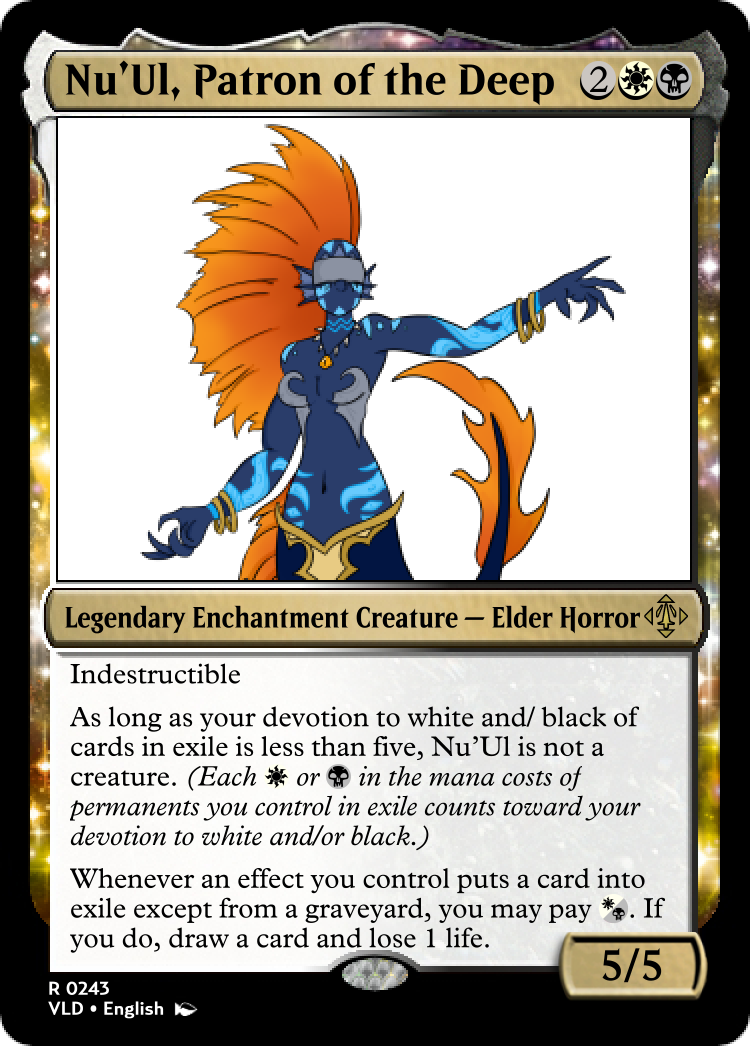 Nu’Ul, Patron of the Deep 2
Legendary Enchantment Creature — Elder Horror
Indestructible
As long as your devotion to white and/ black of
cards in exile is less than five, Nu’Ul is not a
creature. (Each or in the mana costs of
permanents you control in exile counts toward your
devotion to white and/or black.)
Whenever an effect you control puts a card into
exile except from a graveyard, you may pay . If
you do, draw a card and lose 1 life.
5/5
R 0243
VLD • English